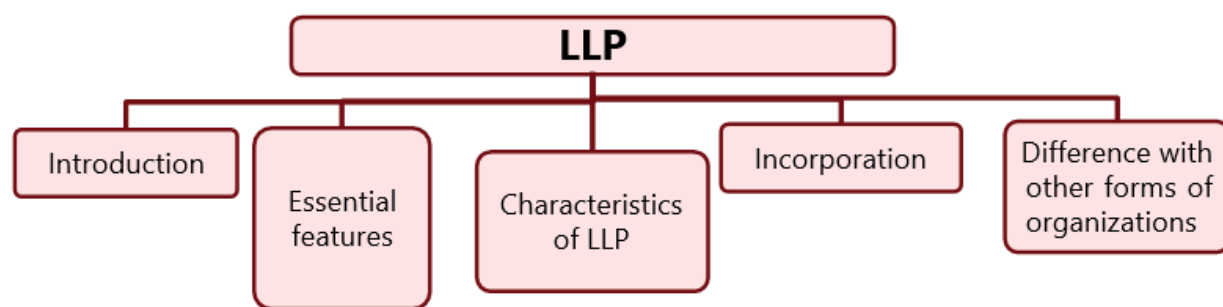 LLP
Introduction
Essential
features
Characteristics
of LLP
Incorporation
Difference with
other forms of
organizations